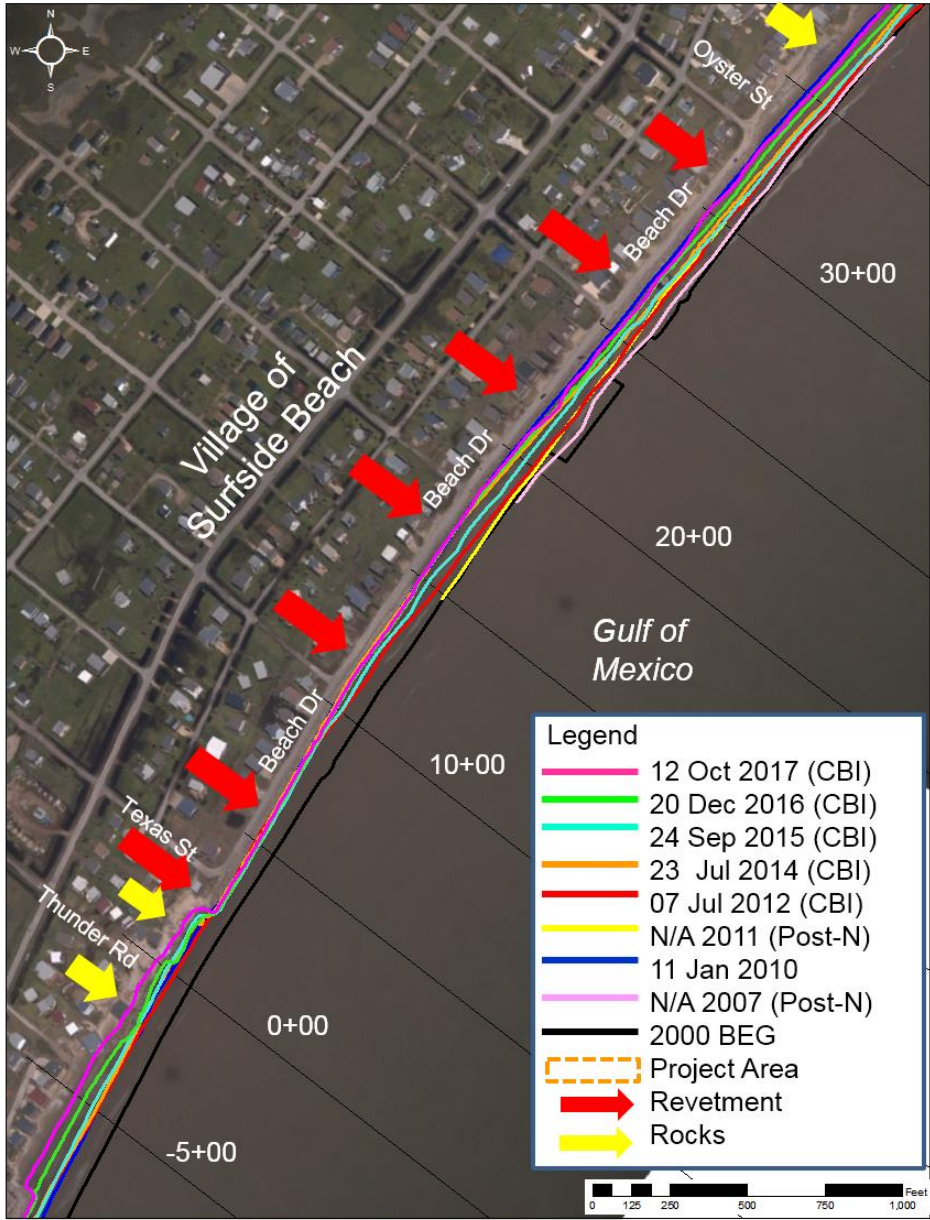 N
W E
S
Oyster St
Beach Dr
30+00
Village of
Surfside Beach
Beach Dr
20+00
Gulf of
Mexico
Beach Dr
10+00
Texas St
Thunder Rd
0+00
-5+00
Legend
12 Oct 2017 (CBI)
20 Dec 2016 (CBI)
24 Sep 2015 (CBI)
23 Jul 2014 (CBI)
07 Jul 2012 (CBI)
N/A 2011 (Post-N)
11 Jan 2010
N/A 2007 (Post-N)
2000 BEG
Project Area
Revetment
Rocks
Feet
0 125 250 500 750 1,000